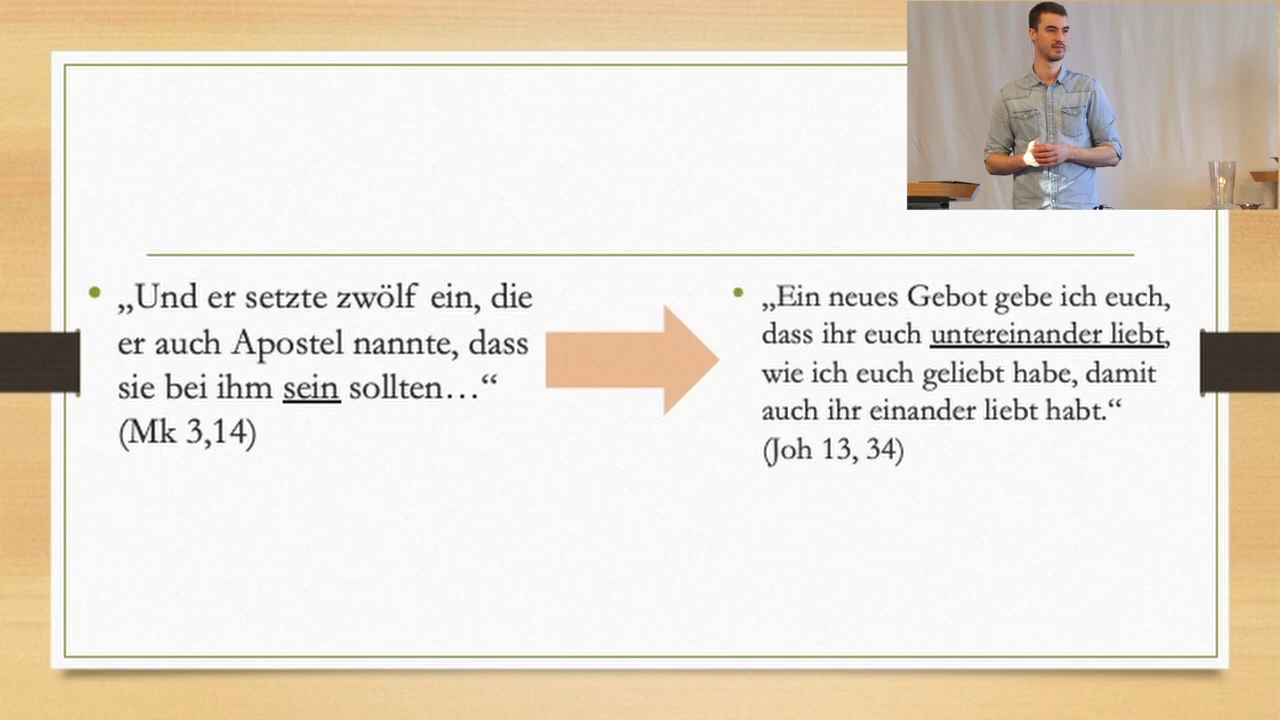 „Und er setzte zwölf ein, die
er auch Apostel nannte, dass
sie bei ihm sein sollten…“
(Mk 3,14)
„Ein neues Gebot gebe ich euch,
dass ihr euch untereinander liebt,
wie ich euch geliebt habe, damit
auch ihr einander liebt habt.“
(Joh 13, 34)